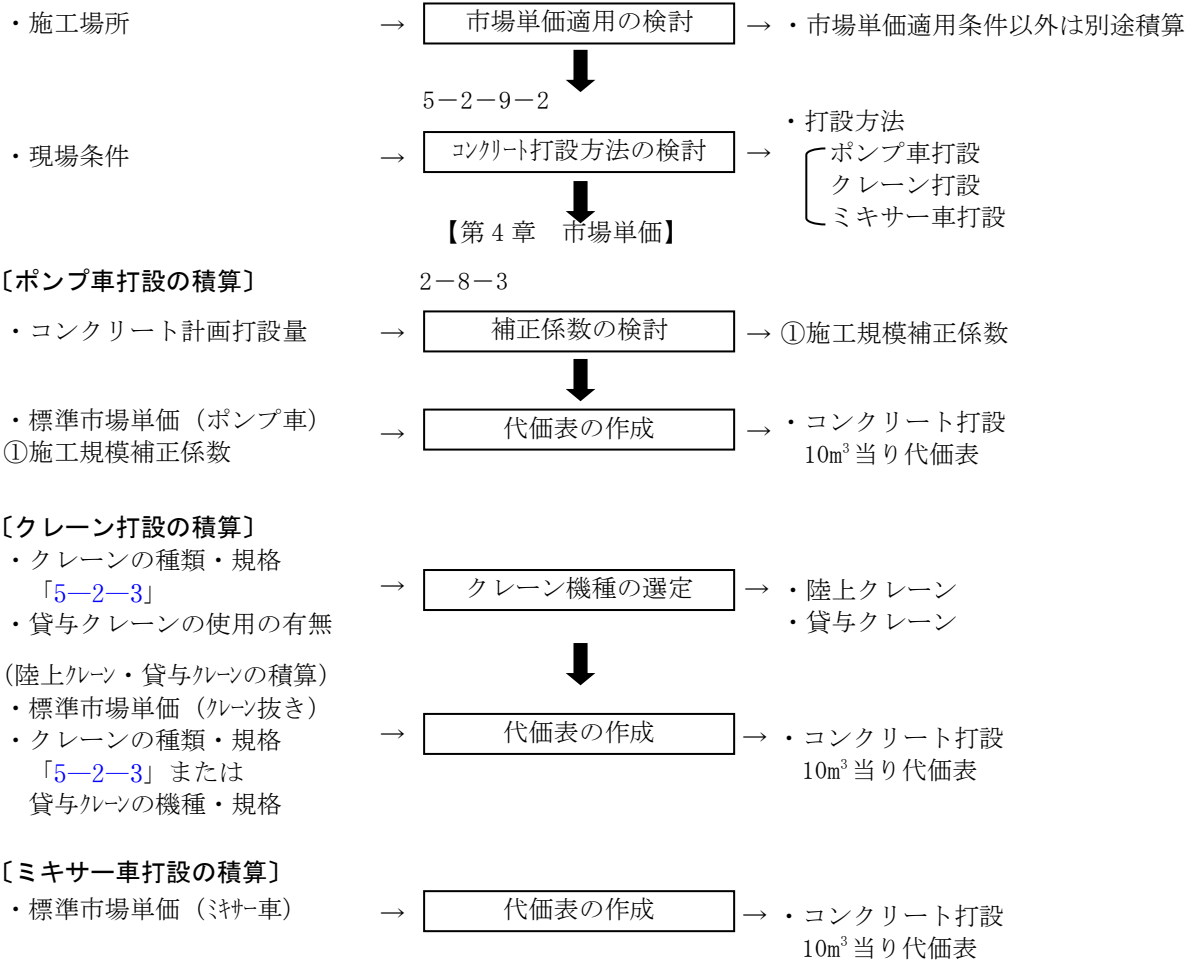 ・施工場所 → 市場単価適用の検討 → ・市場単価適用条件以外は別途積算
5－2－9－2
・現場条件 → コンクリート打設方法の検討 → ・打設方法
ポンプ車打設
クレーン打設
ミキサー車打設
【第4章 市場単価】
〔ポンプ車打設の積算〕 2－8－3
・コンクリート計画打設量 → 補正係数の検討 → ①施工規模補正係数
・標準市場単価（ポンプ車） → 代価表の作成 → ・コンクリート打設
①施工規模補正係数 10m³当り代価表
〔クレーン打設の積算〕
・クレーンの種類・規格 → クレーン機種の選定 → ・陸上クレーン
「5―2―3」
・貸与クレーンの使用の有無 ・貸与クレーン
(陸上クレーン・貸与クレーンの積算)
・標準市場単価（クレーン抜き）
・クレーンの種類・規格 → 代価表の作成 → ・コンクリート打設
「5―2―3」または 10m³当り代価表
貸与クレーンの機種・規格
〔ミキサー車打設の積算〕
・標準市場単価（ミキサー車） → 代価表の作成 → ・コンクリート打設
10m³当り代価表